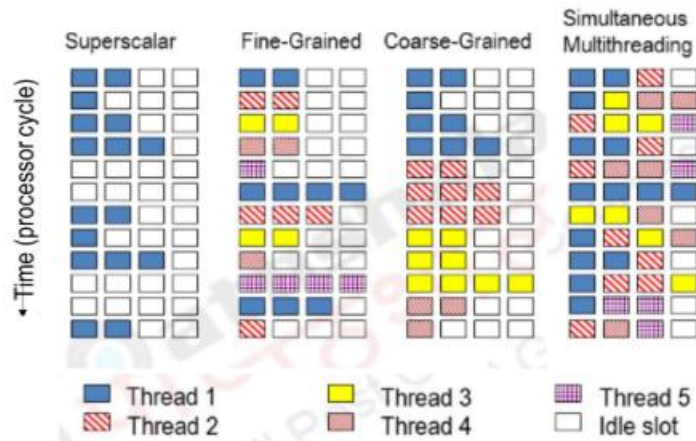 Superscalar
Fine-Grained
Coarse-Grained
Simultaneous
Multithreading
Time (processor cycle)
Thread 1
Thread 3
Thread 5
Thread 2
Thread 4
Idle slot